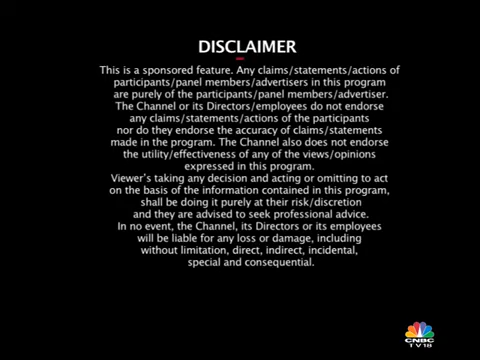 DISCLAIMER
This is a sponsored feature. Any claims/statements/actions of
participants/panel members/advertisers in this program
are purely of the participants/panel members/advertiser.
The Channel or its Directors/employees do not endorse
any claims/statements/actions of the participants
nor do they endorse the accuracy of claims/statements
made in the program. The Channel also does not endorse
the utility/effectiveness of any of the views/opinions
expressed in this program.
Viewer's taking any decision and acting or omitting to act
on the basis of the information contained in this program,
shall be doing it purely at their risk/discretion
and they are advised to seek professional advice.
In no event, the Channel, its Directors or its employees
will be liable for any loss or damage, including
without limitation, direct, indirect, incidental,
special and consequential.
CNBC
TV18